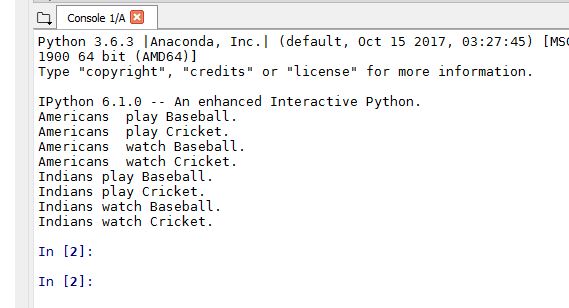 Console 1/A
Python 3.6.3 |Anaconda, Inc.| (default, Oct 15 2017, 03:27:45) [MSC
1900 64 bit (AMD64)]
Type "copyright", "credits" or "license" for more information.
IPython 6.1.0 -- An enhanced Interactive Python.
Americans  play Baseball.
Americans  play Cricket.
Americans  watch Baseball.
Americans  watch Cricket.
Indians play Baseball.
Indians play Cricket.
Indians watch Baseball.
Indians watch Cricket.
In [2]:
In [2]: